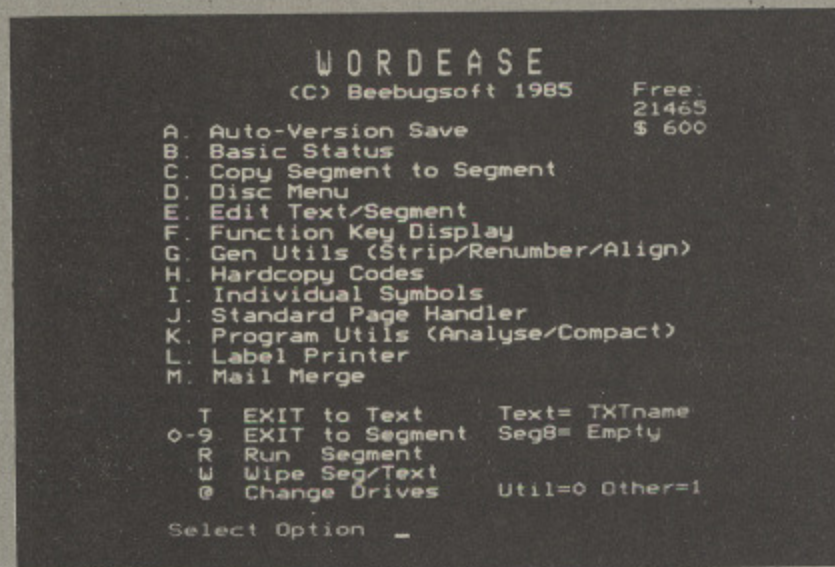 WORDEASE
(C) Beebugsoft 1985 Free:
21465
A. Auto-Version Save $ 600
B. Basic Status
C. Copy Segment to Segment
D. Disc Menu
E. Edit Text/Segment
F. Function Key Display
G. Gen Utils (Strip/Renumber/Align)
H. Hardcopy Codes
I. Individual Symbols
J. Standard Page Handler
K. Program Utils (Analyse/Compact)
L. Label Printer
M. Mail Merge
T EXIT to Text Text= TXTname
0-9 EXIT to Segment Seg8= Empty
R Run Segment
W Wipe Seg/Text
@ Change Drives Util=0 Other=1
Select Option _